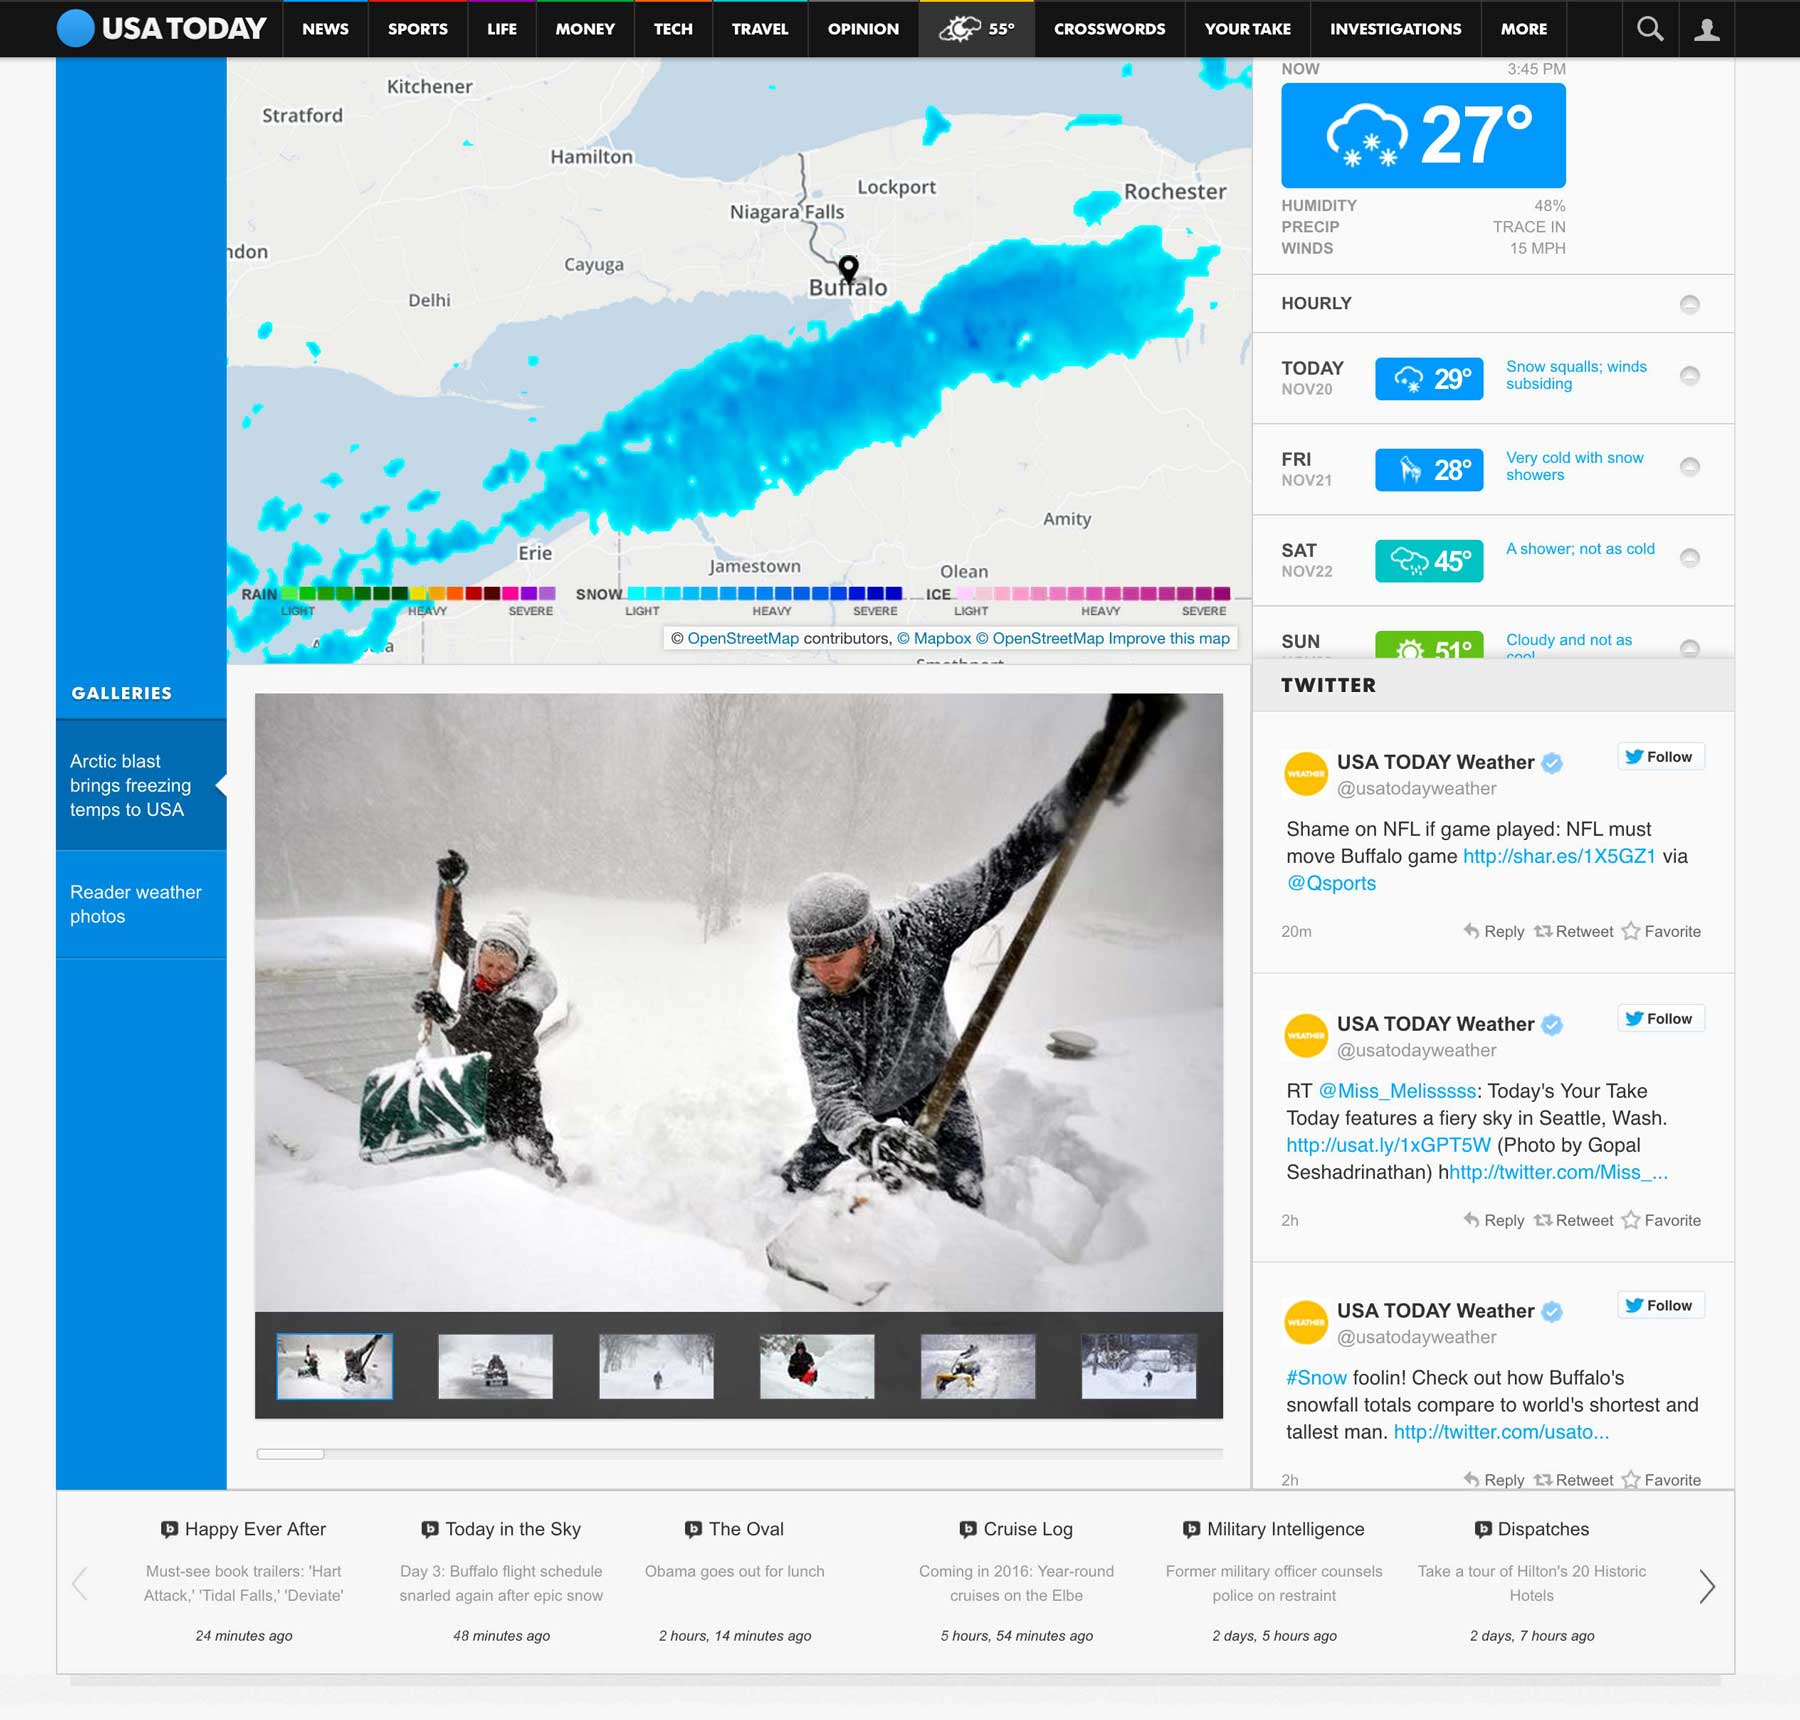 USA TODAY
NEWS
SPORTS
LIFE
MONEY
TECH
TRAVEL
OPINION
55°
CROSSWORDS
YOUR TAKE
INVESTIGATIONS
MORE
Kitchener
Stratford
Hamilton
Lockport
Rochester
Niagara Falls
ndon
Cayuga
Buffalo
Delhi
Amity
Erie
Jamestown
Olean
RAIN
LIGHT
HEAVY
SEVERE
SNOW
LIGHT
HEAVY
SEVERE
ICE
LIGHT
HEAVY
SEVERE
© OpenStreetMap contributors, © Mapbox © OpenStreetMap Improve this map
NOW 3:45 PM
27°
HUMIDITY 48%
PRECIP TRACE IN
WINDS 15 MPH
HOURLY
TODAY
NOV20
29°
Snow squalls; winds
subsiding
FRI
NOV21
28°
Very cold with snow
showers
SAT
NOV22
45°
A shower; not as cold
SUN
51°
Cloudy and not as
cool
GALLERIES
Arctic blast
brings freezing
temps to USA
Reader weather
photos
TWITTER
WEATHER
USA TODAY Weather
@usatodayweather
Follow
Shame on NFL if game played: NFL must
move Buffalo game http://shar.es/1X5GZ1 via
@Qsports
20m
Reply Retweet Favorite
WEATHER
USA TODAY Weather
@usatodayweather
Follow
RT @Miss_Melisssss: Today's Your Take
Today features a fiery sky in Seattle, Wash.
http://usat.ly/1xGPT5W (Photo by Gopal
Seshadrinathan) hhttp://twitter.com/Miss_...
2h
Reply Retweet Favorite
WEATHER
USA TODAY Weather
@usatodayweather
Follow
#Snow foolin! Check out how Buffalo's
snowfall totals compare to world's shortest and
tallest man. http://twitter.com/usato...
2h
Reply Retweet Favorite
b Happy Ever After
Must-see book trailers: 'Hart
Attack,' 'Tidal Falls,' 'Deviate'
24 minutes ago
b Today in the Sky
Day 3: Buffalo flight schedule
snarled again after epic snow
48 minutes ago
b The Oval
Obama goes out for lunch
2 hours, 14 minutes ago
b Cruise Log
Coming in 2016: Year-round
cruises on the Elbe
5 hours, 54 minutes ago
b Military Intelligence
Former military officer counsels
police on restraint
2 days, 5 hours ago
b Dispatches
Take a tour of Hilton's 20 Historic
Hotels
2 days, 7 hours ago